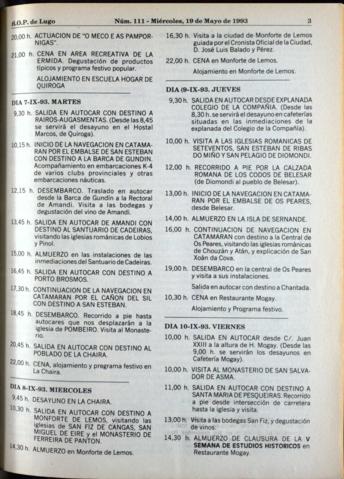 B.O.P. de Lugo
Núm. 111 - Miércoles, 19 de Mayo de 1993
3
20,00 h. ACTUACION DE "O MECO E AS PAMPOR-
NIGAS".
21,00 h. CENA EN AREA RECREATIVA DE LA
ERMIDA. Degustación de productos
típicos y programa festivo popular.
ALOJAMIENTO EN ESCUELA HOGAR DE
QUIROGA
DIA 7-IX-93. MARTES
9,30 h. SALIDA EN AUTOCAR CON DESTINO A
RAIROS-AUGASMENTAS. (Desde las 8,45
se servirá el desayuno en el Hostal
Marcos, de Quiroga).
10,15 h. INICIO DE LA NAVEGACION EN CATAMA-
RAN POR EL EMBALSE DE SAN ESTEBAN
CON DESTINO A LA BARCA DE GUNDIN.
Acompañamiento en embarcaciones K-4
de varios clubs provinciales y otras
embarcaciones náuticas.
12,15 h. DESEMBARCO. Traslado en autocar
desde la Barca de Gundín a la Rectoral
de Amandi. Visita a las bodegas y
degustación del vino de Amandi.
13,45 h. SALIDA EN AUTOCAR DE AMANDI CON
DESTINO AL SANTUARIO DE CADEIRAS,
visitando las iglesias románicas de Lobios
y Pinol.
15,00 h. ALMUERZO en las instalaciones de las
inmediaciones del Santuario de Cadeiras.
16,45 h. SALIDA EN AUTOCAR CON DESTINO A
PORTO BROSMOS.
17,30 h. CONTINUACION DE LA NAVEGACION EN
CATAMARAN POR EL CAÑON DEL SIL
CON DESTINO A SAN ESTEBAN.
18,45 h. DESEMBARCO. Recorrido a pie hasta
autocares que nos desplazarán a la
iglesia de POMBEIRO. Visita al Monaste-
rio.
20,45 h. SALIDA EN AUTOCAR CON DESTINO AL
POBLADO DE LA CHAIRA.
22,00 h. CENA, alojamiento y programa festivo en
La Chaira.
DIA 8-IX-93. MIERCOLES
9,45 h. DESAYUNO EN LA CHAIRA.
10,30 h. SALIDA EN AUTOCAR CON DESTINO A
MONFORTE DE LEMOS, visitando las
iglesias de SAN FIZ DE CANGAS, SAN
MIGUEL DE EIRE y el MONASTERIO DE
FERREIRA DE PANTON.
14,30 h. ALMUERZO en Monforte de Lemos.
16,30 h. Visita a la ciudad de Monforte de Lemos
guiada por el Cronista Oficial de la Ciudad,
D. José Luis Balado y Pérez.
22,00 h. CENA en Monforte de Lemos.
Alojamiento en Monforte de Lemos.
DIA 9-IX-93. JUEVES
9,30 h. SALIDA EN AUTOCAR DESDE EXPLANADA
COLEGIO DE LA COMPAÑIA. (Desde las
8,30 h. se servirá el desayuno en cafeterías
situadas en las inmediaciones de la
explanada del Colegio de la Compañía).
10,00 h. VISITA A LAS IGLESIAS ROMANICAS DE
SETEVENTOS, SAN ESTEBAN DE RIBAS
DO MIÑO Y SAN PELAGIO DE DIOMONDI.
12,00 h. RECORRIDO A PIE POR LA CALZADA
ROMANA DE LOS CODOS DE BELESAR
(de Diomondi al pueblo de Belesar).
13,00 h. INICIO DE LA NAVEGACION EN CATAMA-
RAN POR EL EMBALSE DE OS PEARES,
desde Belesar.
14,00 h. ALMUERZO EN LA ISLA DE SERNANDE.
16,00 h. CONTINUACION DE NAVEGACION EN
CATAMARAN con destino a la Central de
Os Peares, visitando las iglesias románicas
de Chouzán y Atán, y explicación de San
Xoán da Cova.
19,00 h. DESEMBARCO en la central de Os Peares
y visita a sus instalaciones.
Salida en autocar con destino a Chantada.
10,30 h. CENA en Restaurante Mogay.
Alojamiento y Programa festivo.
DIA 10-IX-93. VIERNES
10,00 h. SALIDA EN AUTOCAR desde C/. Juan
XXIII a la altura de H. Mogay. (Desde las
9,00 h. se servirán los desayunos en
Cafetería Mogay).
10,00 h. VISITA AL MONASTERIO DE SAN SALVA-
DOR DE ASMA.
11,00 h. SALIDA EN AUTOCAR CON DESTINO A
SANTA MARIA DE PESQUEIRAS. Recorrido
a pie desde intersección de carretera
hasta la iglesia y visita.
13,00 h. Visita a las bodegas San Fiz, y degustación
de vinos.
14,30 h. ALMUERZO DE CLAUSURA DE LA V
SEMANA DE ESTUDIOS HISTORICOS en
Restaurante Mogay.